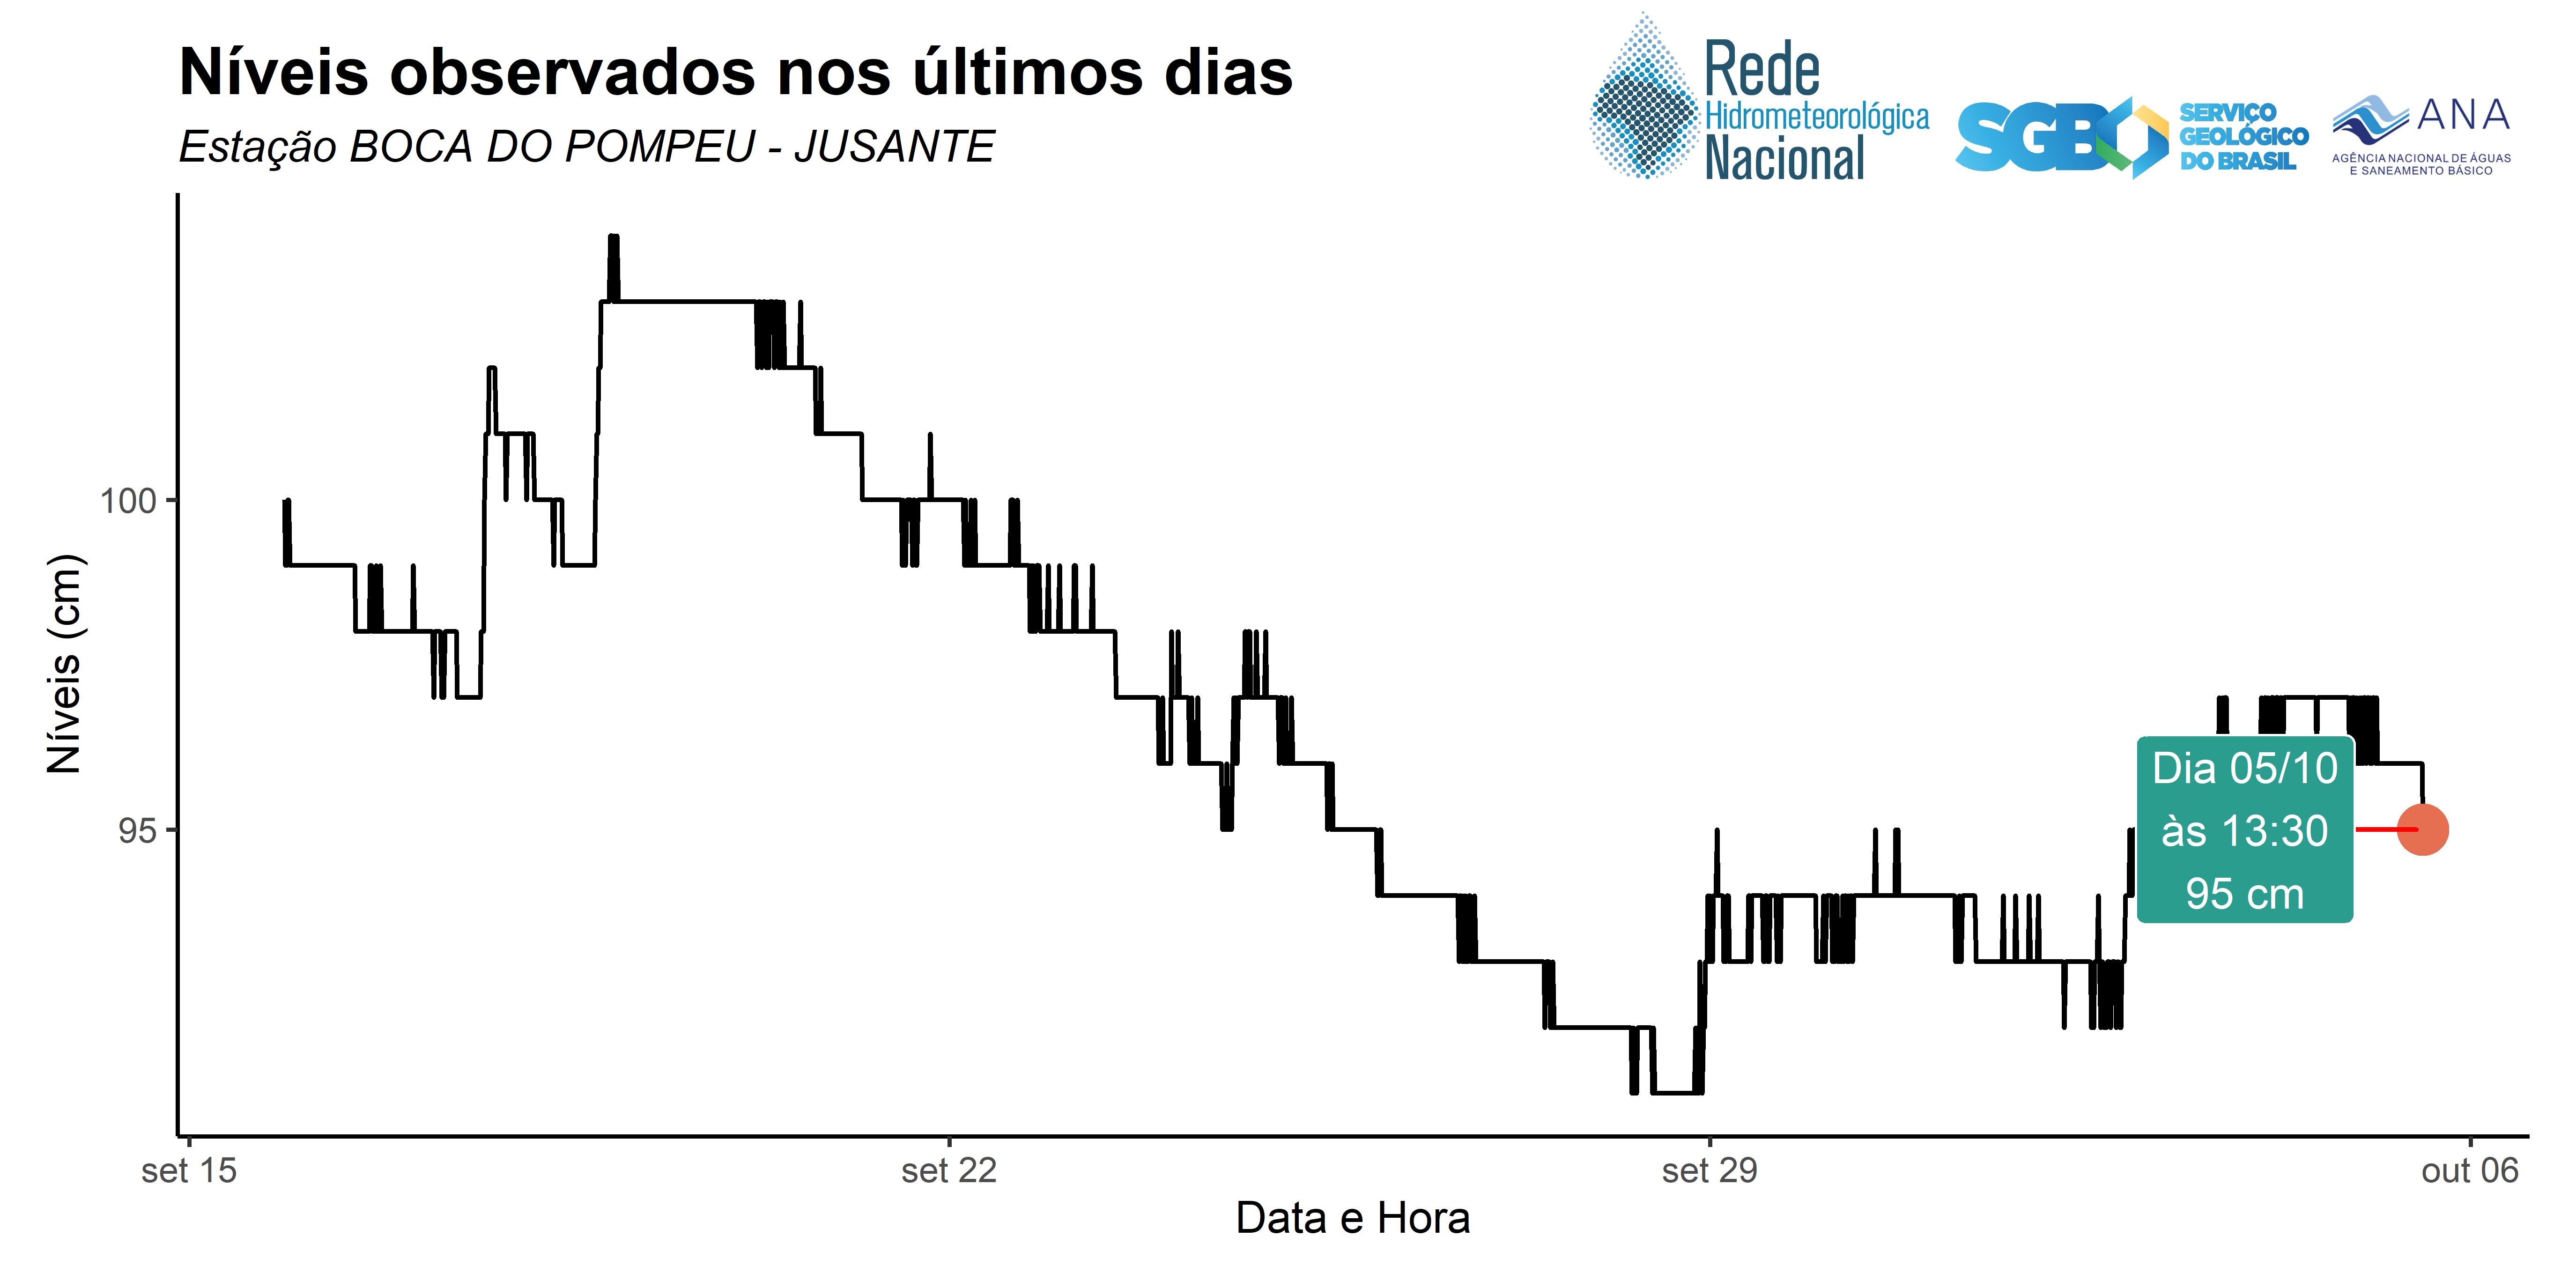 Níveis observados nos últimos dias
Estação BOCA DO POMPEU - JUSANTE
Rede
Hidrometeorológica
Nacional
SGB
SERVIÇO
GEOLÓGICO
DO BRASIL
ANA
AGÊNCIA NACIONAL DE ÁGUAS
E SANEAMENTO BÁSICO
Níveis (cm)
100
95
Dia 05/10
às 13:30
95 cm
set 15
set 22
set 29
out 06
Data e Hora